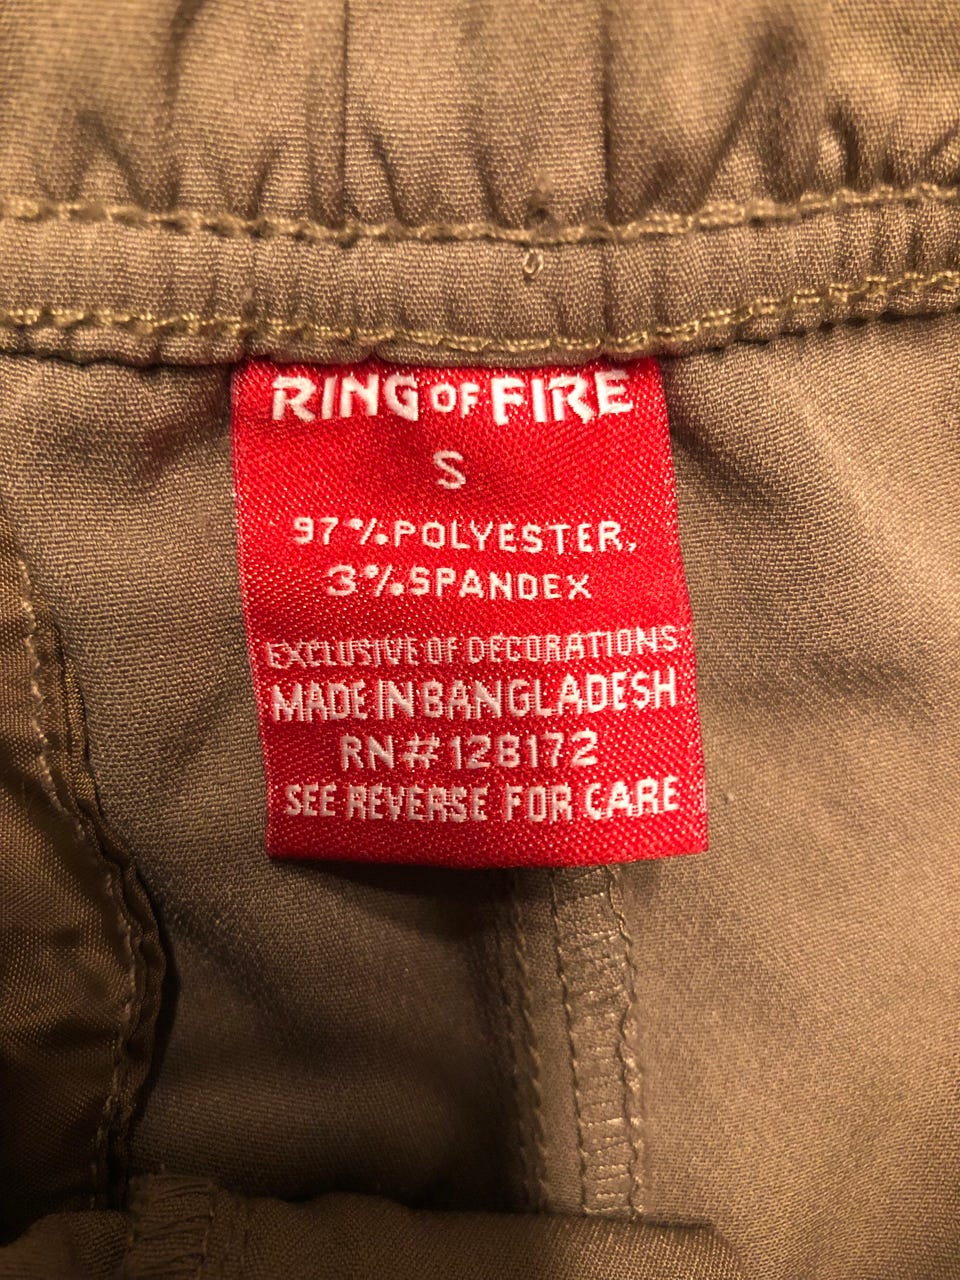 RING OF FIRE
S
97%POLYESTER,
3%SPANDEX
EXCLUSIVE OF DECORATIONS
MADE IN BANGLADESH
RN#128172
SEE REVERSE FOR CARE